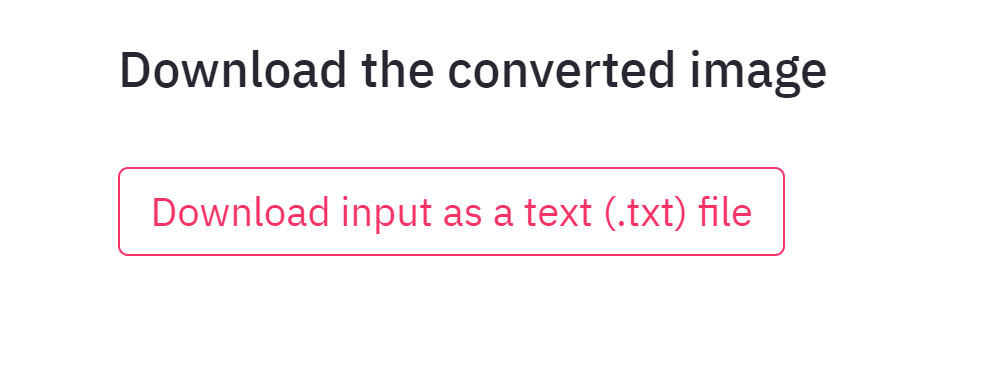 Download the converted image
Download input as a text (.txt) file